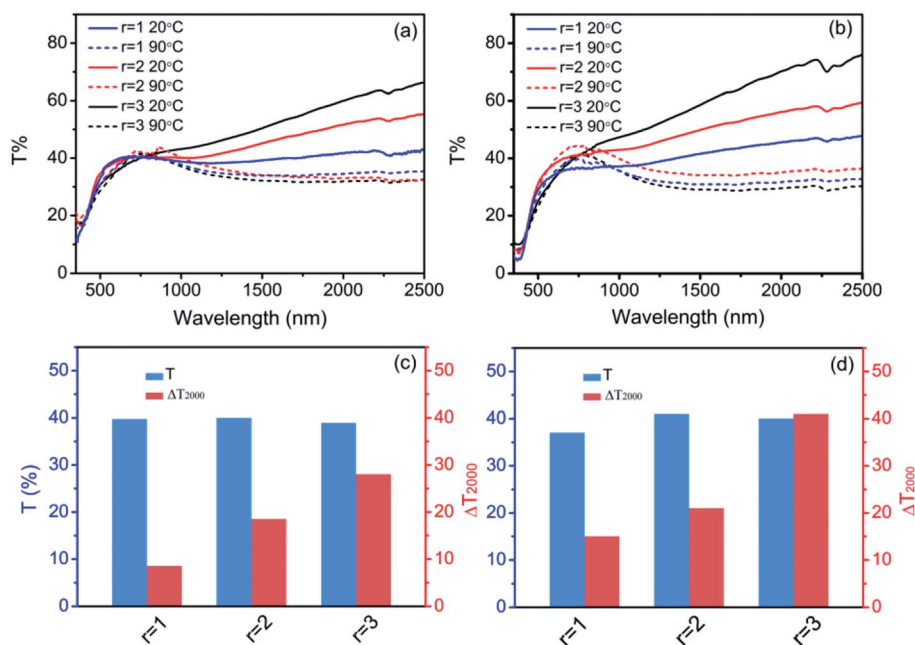 (a)
r=1 20°C
r=1 90°C
r=2 20°C
r=2 90°C
r=3 20°C
r=3 90°C
T%
80
60
40
20
0
500 1000 1500 2000 2500
Wavelength (nm)
(b)
r=1 20°C
r=1 90°C
r=2 20°C
r=2 90°C
r=3 20°C
r=3 90°C
T%
80
60
40
20
0
500 1000 1500 2000 2500
Wavelength (nm)
(c)
T
ΔT2000
T (%)
50
40
30
20
10
0
r=1 r=2 r=3
50
40
30
20
10
0
ΔT2000
(d)
T
ΔT2000
50
40
30
20
10
0
r=1 r=2 r=3
50
40
30
20
10
0
ΔT2000